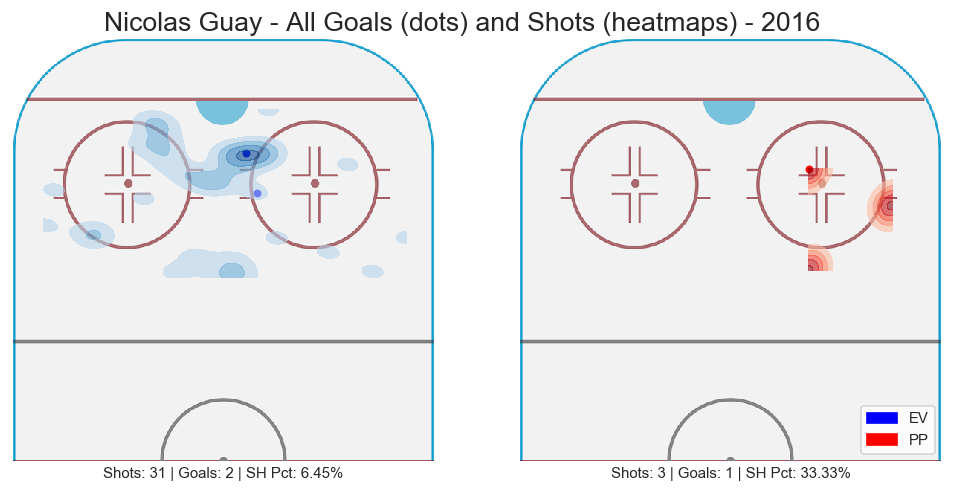 Nicolas Guay - All Goals (dots) and Shots (heatmaps) - 2016
EV
PP
Shots: 31 | Goals: 2 | SH Pct: 6.45%
Shots: 3 | Goals: 1 | SH Pct: 33.33%